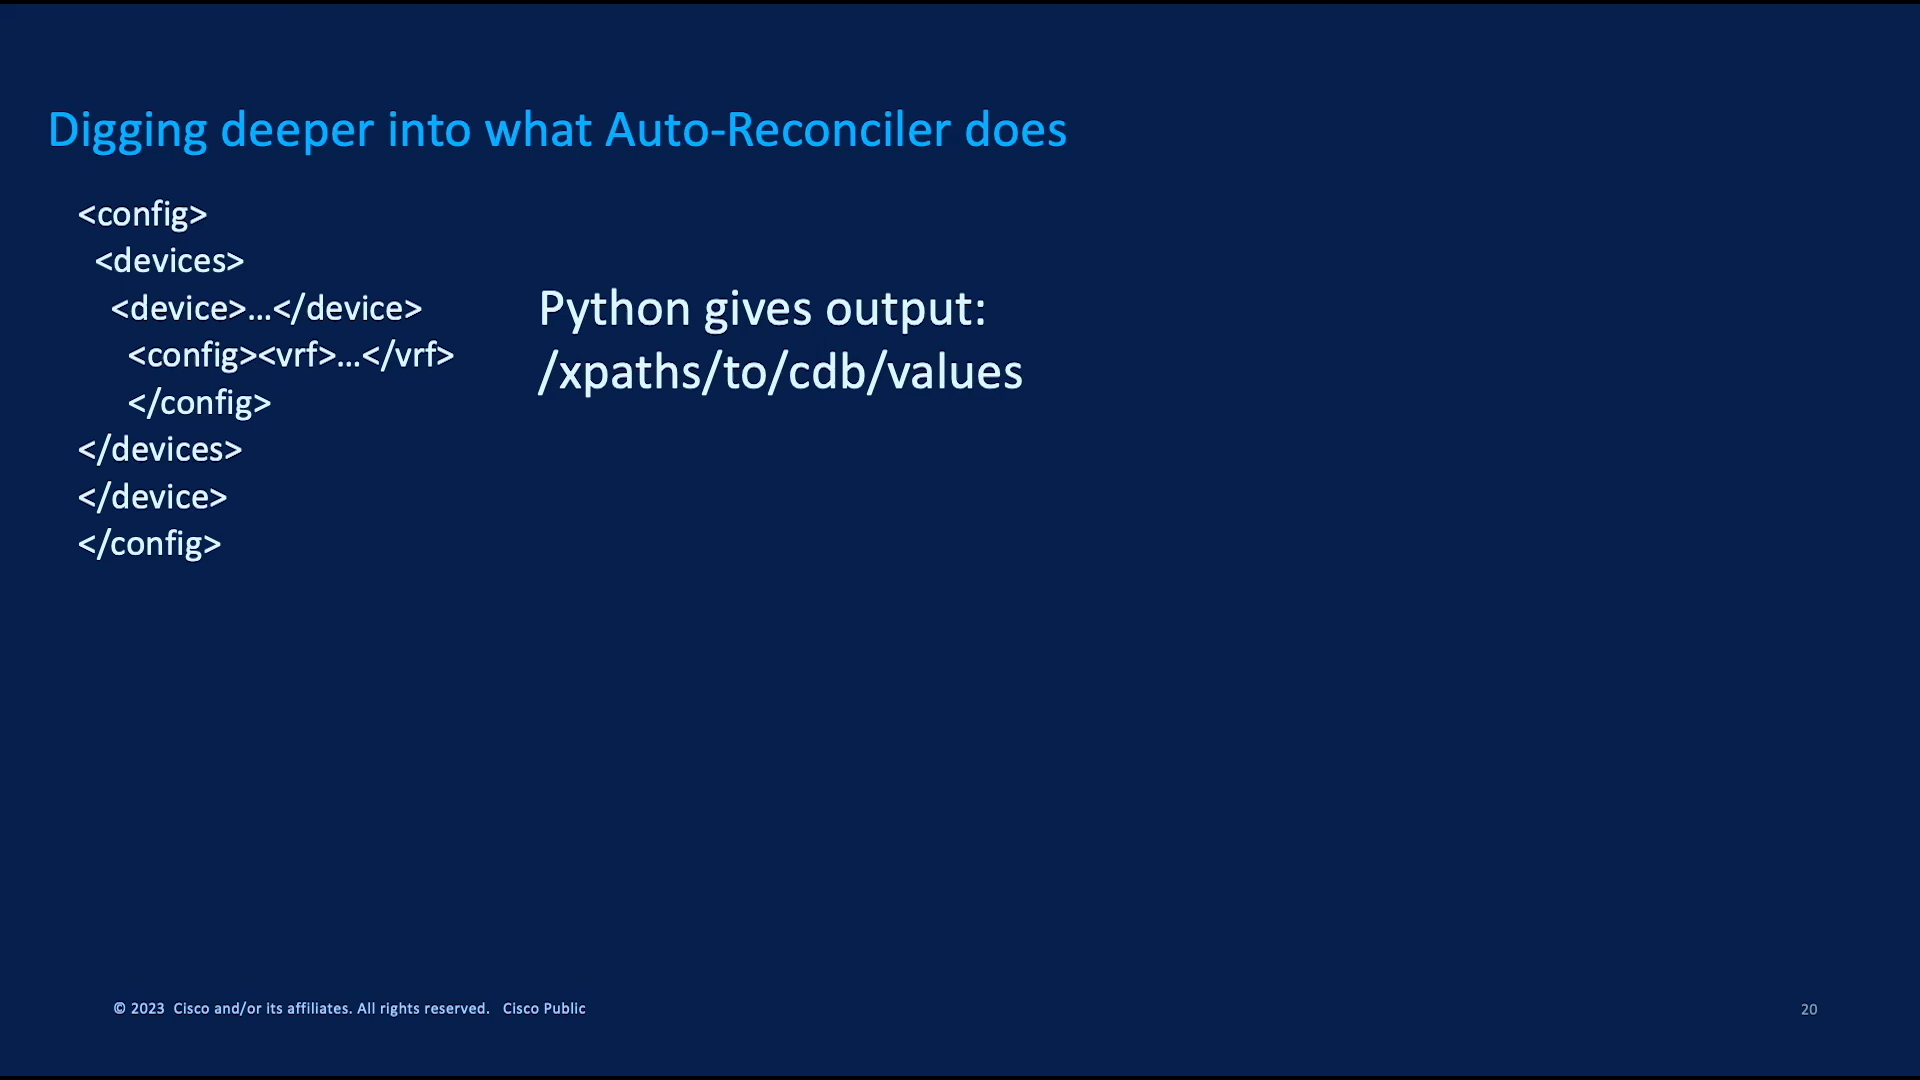 Digging deeper into what Auto-Reconciler does
<config>
<devices>
<device>...</device>
<config><vrf>...</vrf>
</config>
</devices>
</device>
</config>
Python gives output:
/xpaths/to/cdb/values
© 2023 Cisco and/or its affiliates. All rights reserved. Cisco Public
20